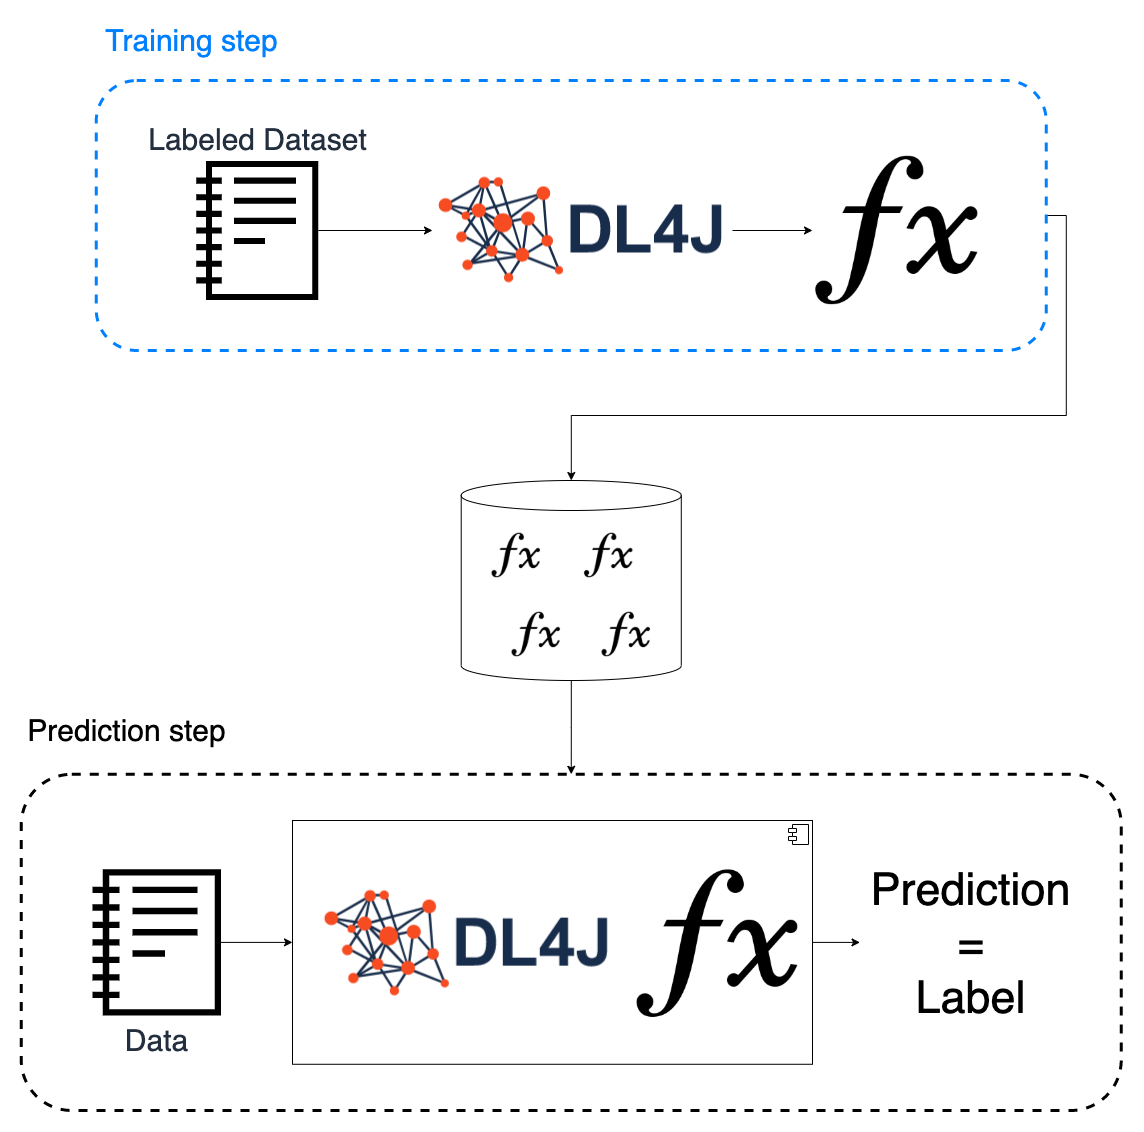 Training step
Labeled Dataset
DL4J
fx
fx fx
fx fx
Prediction step
DL4J
fx
Prediction
=
Label
Data